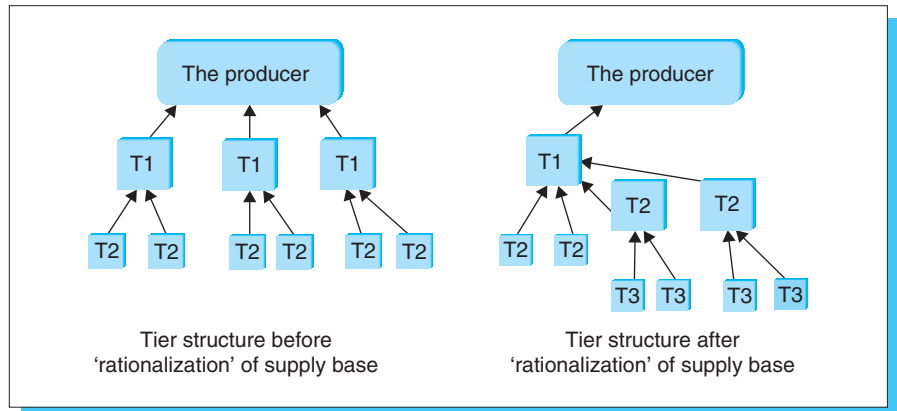 The producer
T1
T1
T1
T2
T2
T2
T2
T2
T2
Tier structure before
'rationalization' of supply base
The producer
T1
T2
T2
T2
T2
T3
T3
T3
T3
Tier structure after
'rationalization' of supply base